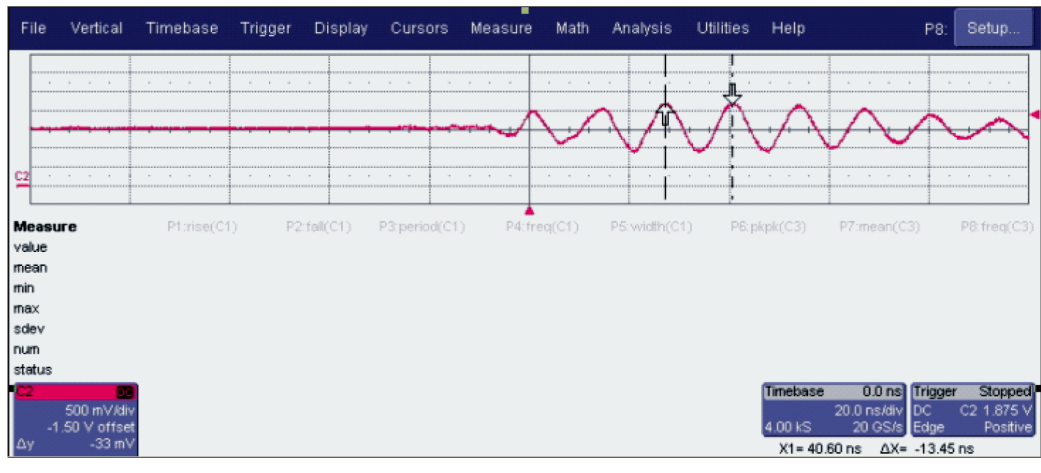 File Vertical Timebase Trigger Display Cursors Measure Math Analysis Utilities Help P8: Setup...
C2
Measure P1:rise(C1) P2:fall(C1) P3:period(C1) P4:freq(C1) P5:width(C1) P6:pkpk(C3) P7:mean(C3) P8:freq(C3)
value
mean
min
max
sdev
num
status
C2 DC
500 mV/div
-1.50 V offset
Δy -33 mV
Timebase 0.0 ns
20.0 ns/div
4.00 kS 20 GS/s
Trigger Stopped
DC C2 1.875 V
Edge Positive
X1= 40.60 ns ΔX= -13.45 ns